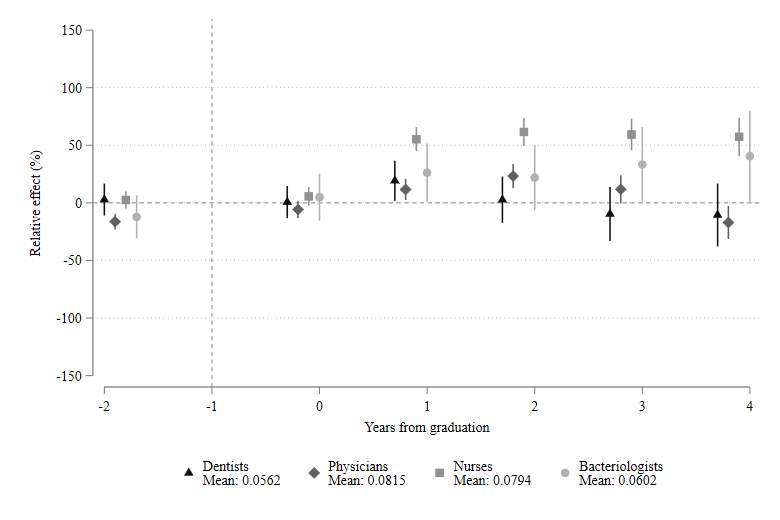 150
100
50
0
-50
-100
-150
Relative effect (%)
-2 -1 0 1 2 3 4
Years from graduation
Dentists Physicians Nurses Bacteriologists
Mean: 0.0562 Mean: 0.0815 Mean: 0.0794 Mean: 0.0602